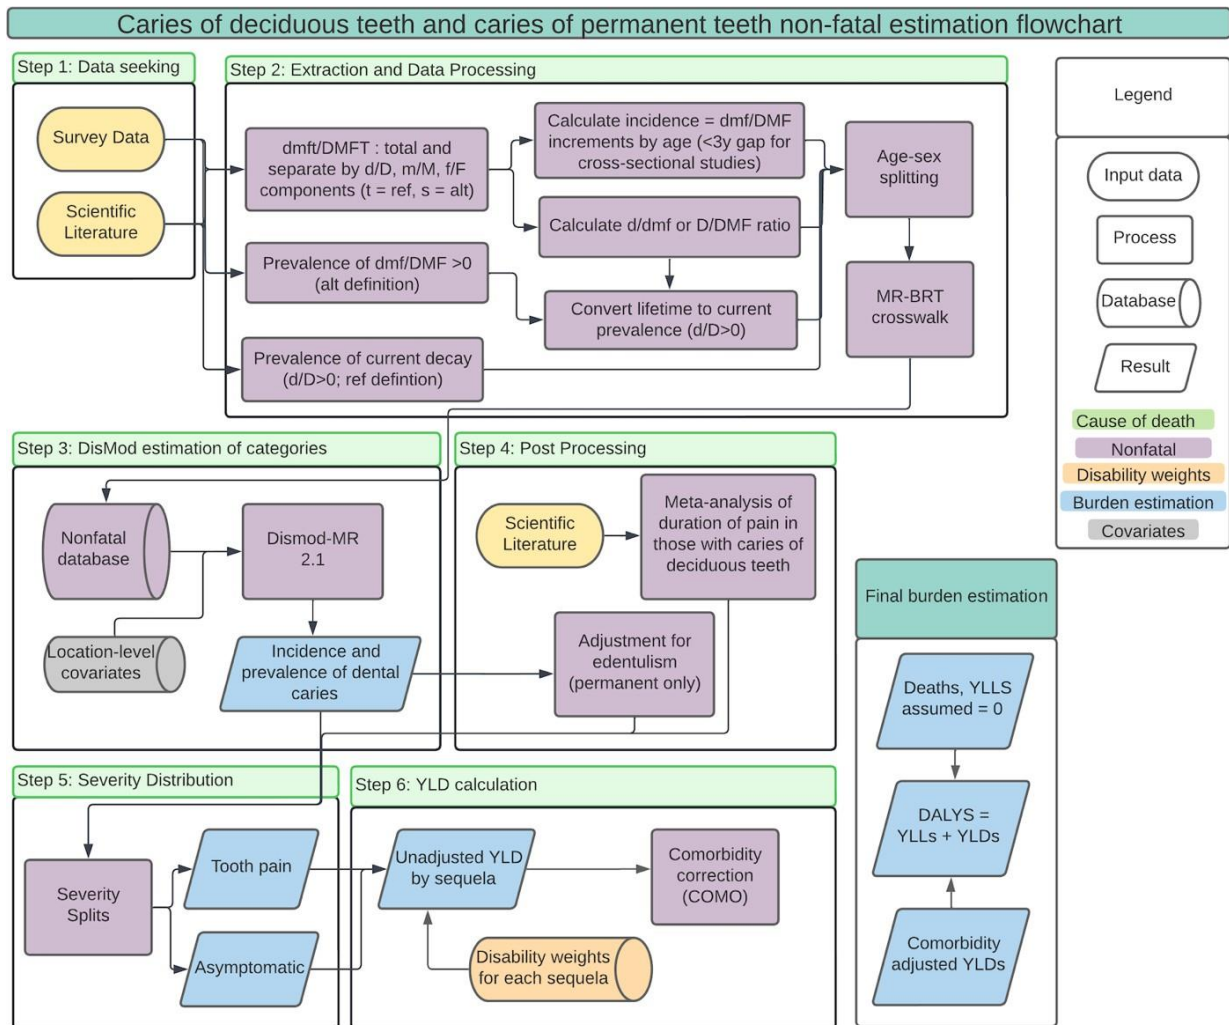 Caries of deciduous teeth and caries of permanent teeth non-fatal estimation flowchart
Step 1: Data seeking
Survey Data
Scientific
Literature
Step 2: Extraction and Data Processing
dmft/DMFT : total and
separate by d/D, m/M, f/F
components (t = ref, s = alt)
Prevalence of dmf/DMF >0
(alt definition)
Prevalence of current decay
(d/D>0; ref defintion)
Calculate incidence = dmf/DMF
increments by age (<3y gap for
cross-sectional studies)
Calculate d/dmf or D/DMF ratio
Convert lifetime to current
prevalence (d/D>0)
Age-sex
splitting
MR-BRT
crosswalk
Legend
Input data
Process
Database
Result
Cause of death
Nonfatal
Disability weights
Burden estimation
Covariates
Step 3: DisMod estimation of categories
Nonfatal
database
Dismod-MR
2.1
Location-level
covariates
Incidence and
prevalence of dental
caries
Step 4: Post Processing
Scientific
Literature
Meta-analysis of
duration of pain in
those with caries of
deciduous teeth
Adjustment for
edentulism
(permanent only)
Step 5: Severity Distribution
Severity
Splits
Tooth pain
Asymptomatic
Step 6: YLD calculation
Unadjusted YLD
by sequela
Comorbidity
correction
(COMO)
Disability weights
for each sequela
Final burden estimation
Deaths, YLLS
assumed = 0
DALYS =
YLLs + YLDs
Comorbidity
adjusted YLDs